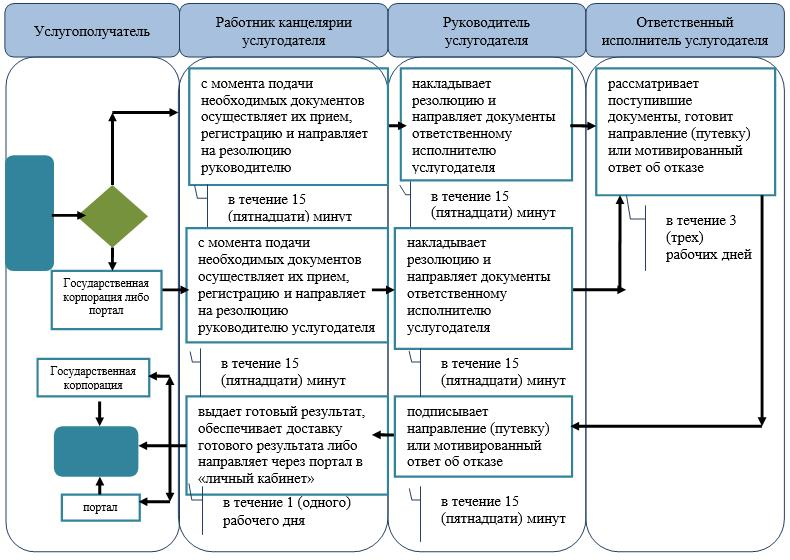 Услугополучатель
Работник канцелярии
услугодателя
Руководитель
услугодателя
Ответственный
исполнитель услугодателя
с момента подачи
необходимых документов
осуществляет их прием,
регистрацию и направляет
на резолюцию
руководителю
накладывает
резолюцию и
направляет документы
ответственному
исполнителю
услугодателя
рассматривает
поступившие
документы, готовит
направление (путевку)
или мотивированный
ответ об отказе
в течение 15
(пятнадцати) минут
в течение 15
(пятнадцати) минут
в течение 3
(трех)
рабочих дней
Государственная
корпорация либо
портал
с момента подачи
необходимых документов
осуществляет их прием,
регистрацию и направляет
на резолюцию
руководителю услугодателя
накладывает
резолюцию и
направляет документы
ответственному
исполнителю
услугодателя
в течение 15
(пятнадцати) минут
в течение 15
(пятнадцати) минут
Государственная
корпорация
портал
выдает готовый результат,
обеспечивает доставку
готового результата либо
направляет через портал в
«личный кабинет»
подписывает
направление (путевку)
или мотивированный
ответ об отказе
в течение 1 (одного)
рабочего дня
в течение 15
(пятнадцати) минут